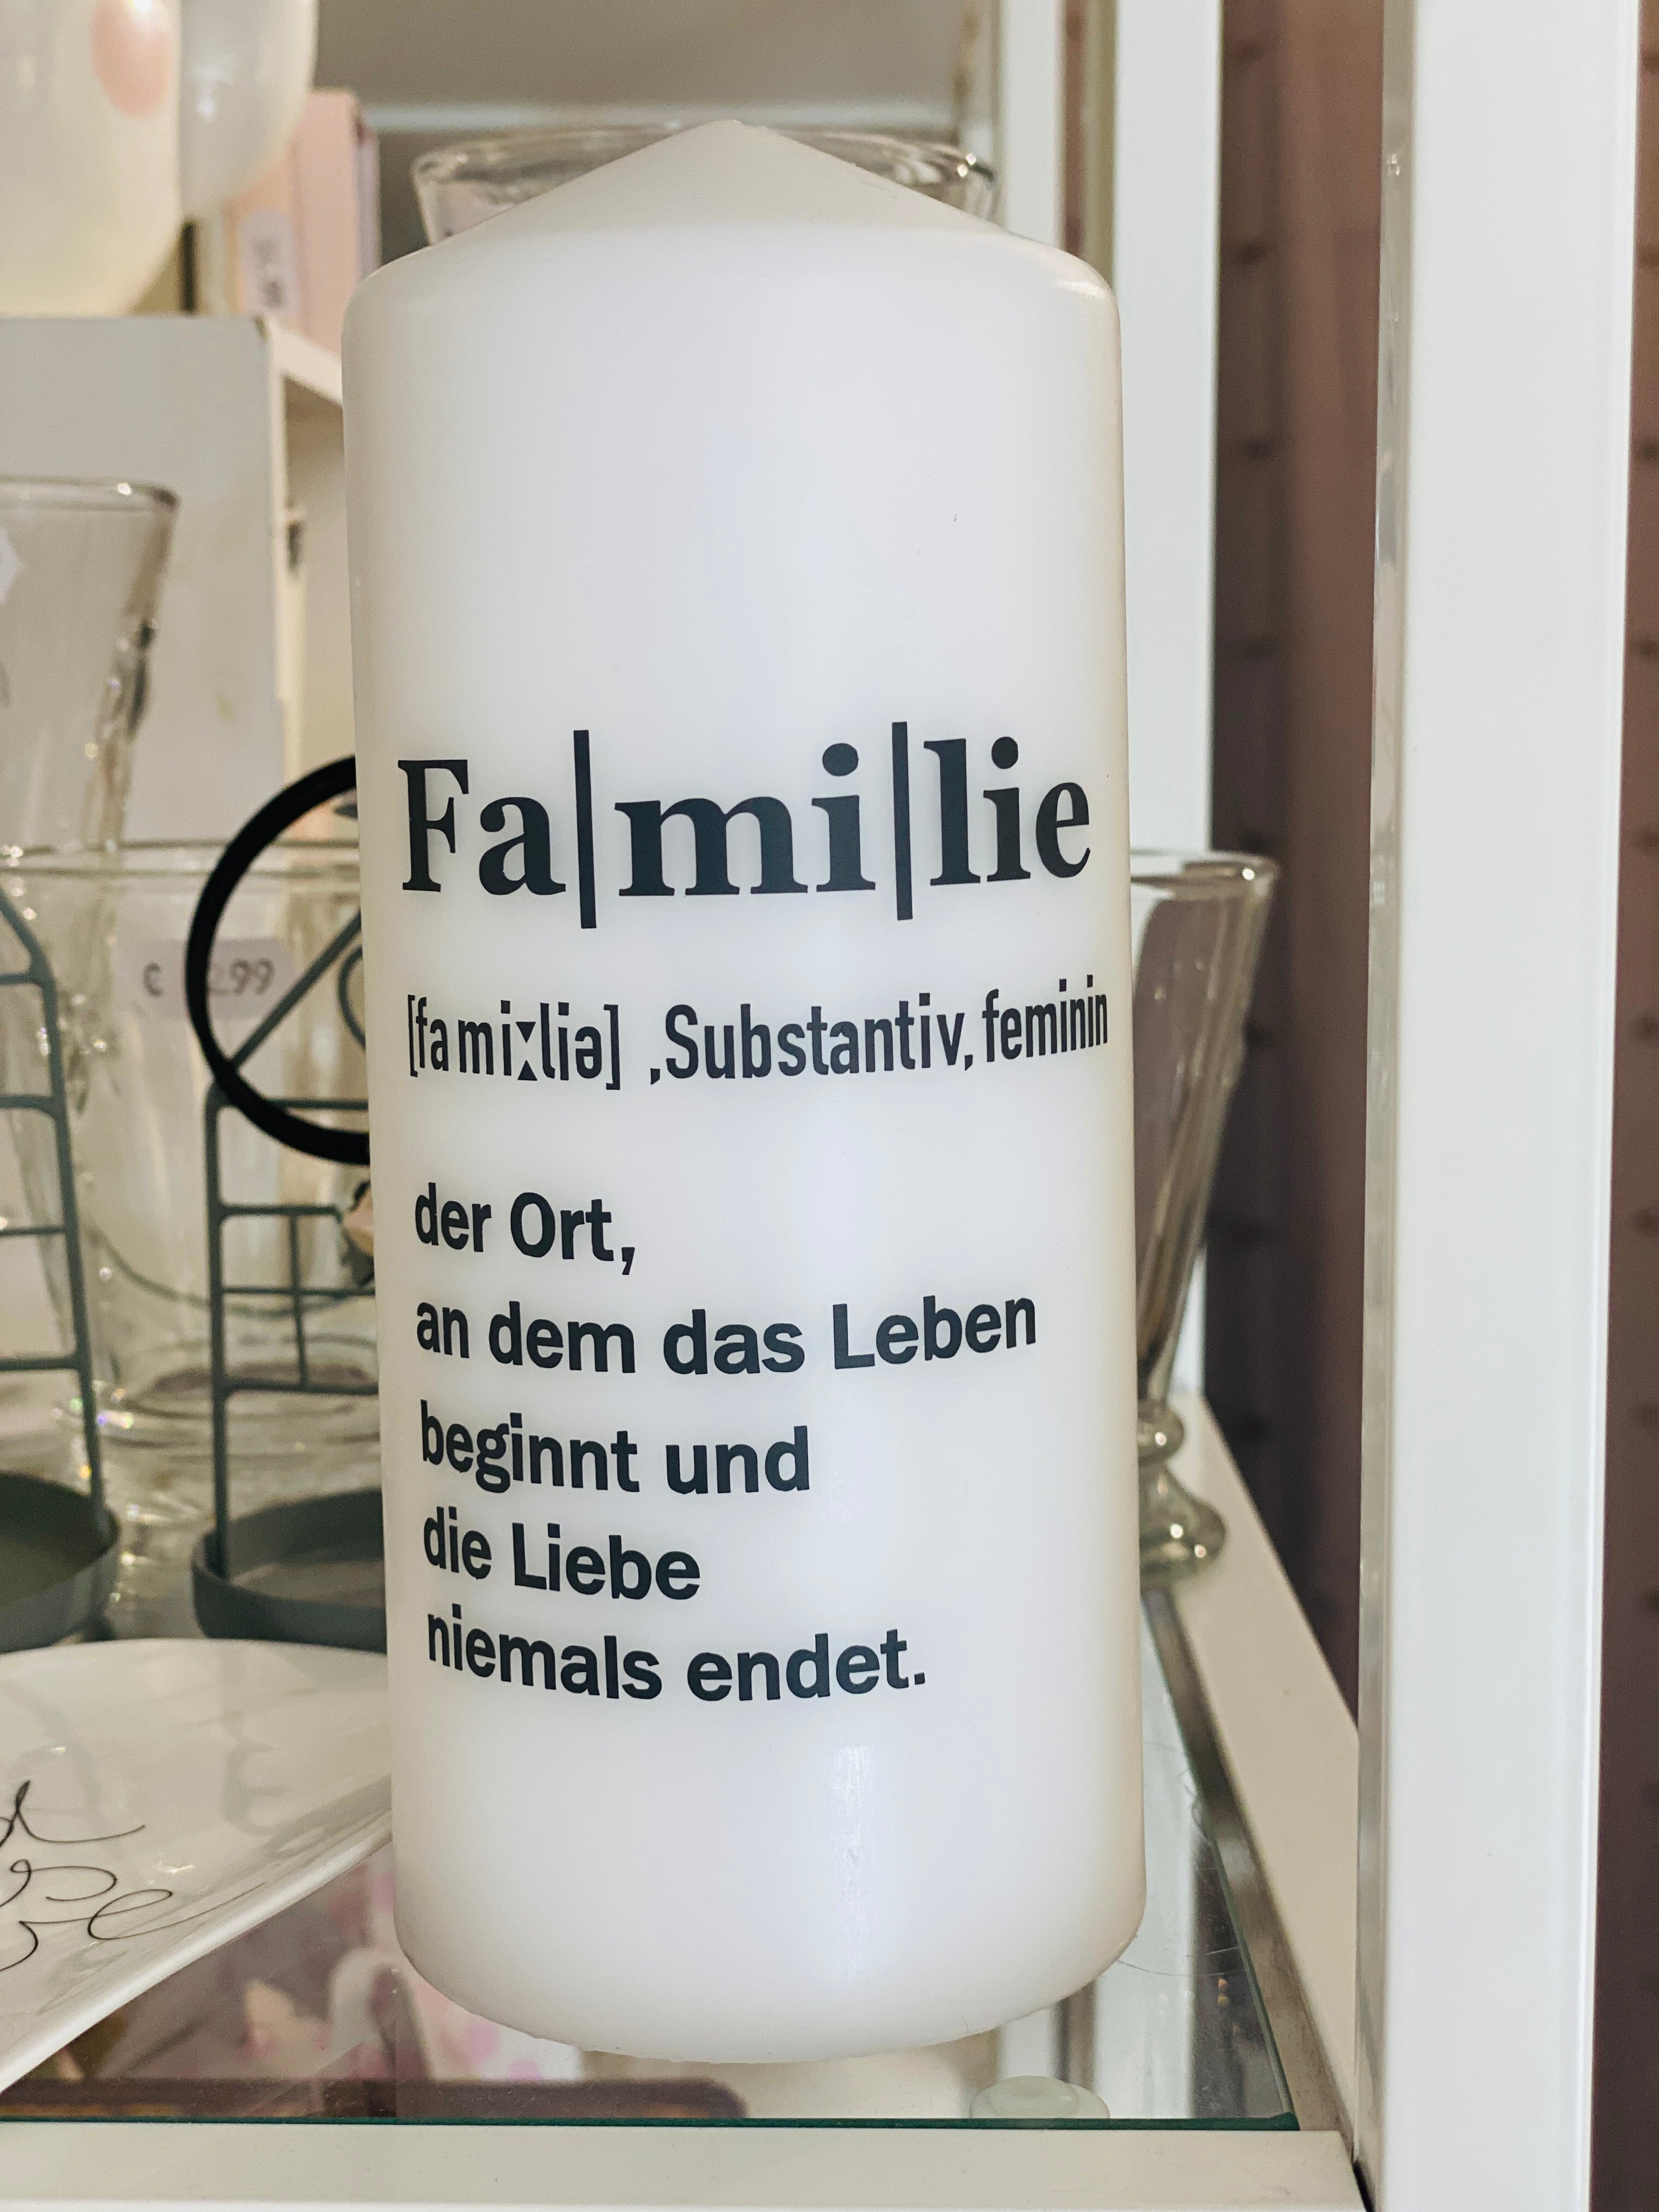 Fa|mi|lie
[famiːliə] ,Substantiv, feminin
der Ort,
an dem das Leben
beginnt und
die Liebe
niemals endet.